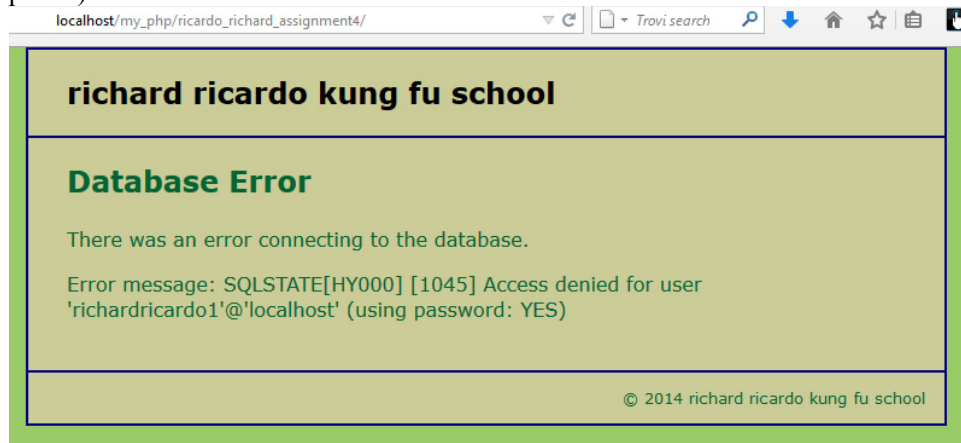 localhost/my_php/ricardo_richard_assignment4/
Trovi search
richard ricardo kung fu school
Database Error
There was an error connecting to the database.
Error message: SQLSTATE[HY000] [1045] Access denied for user
'richardricardo1'@'localhost' (using password: YES)
© 2014 richard ricardo kung fu school